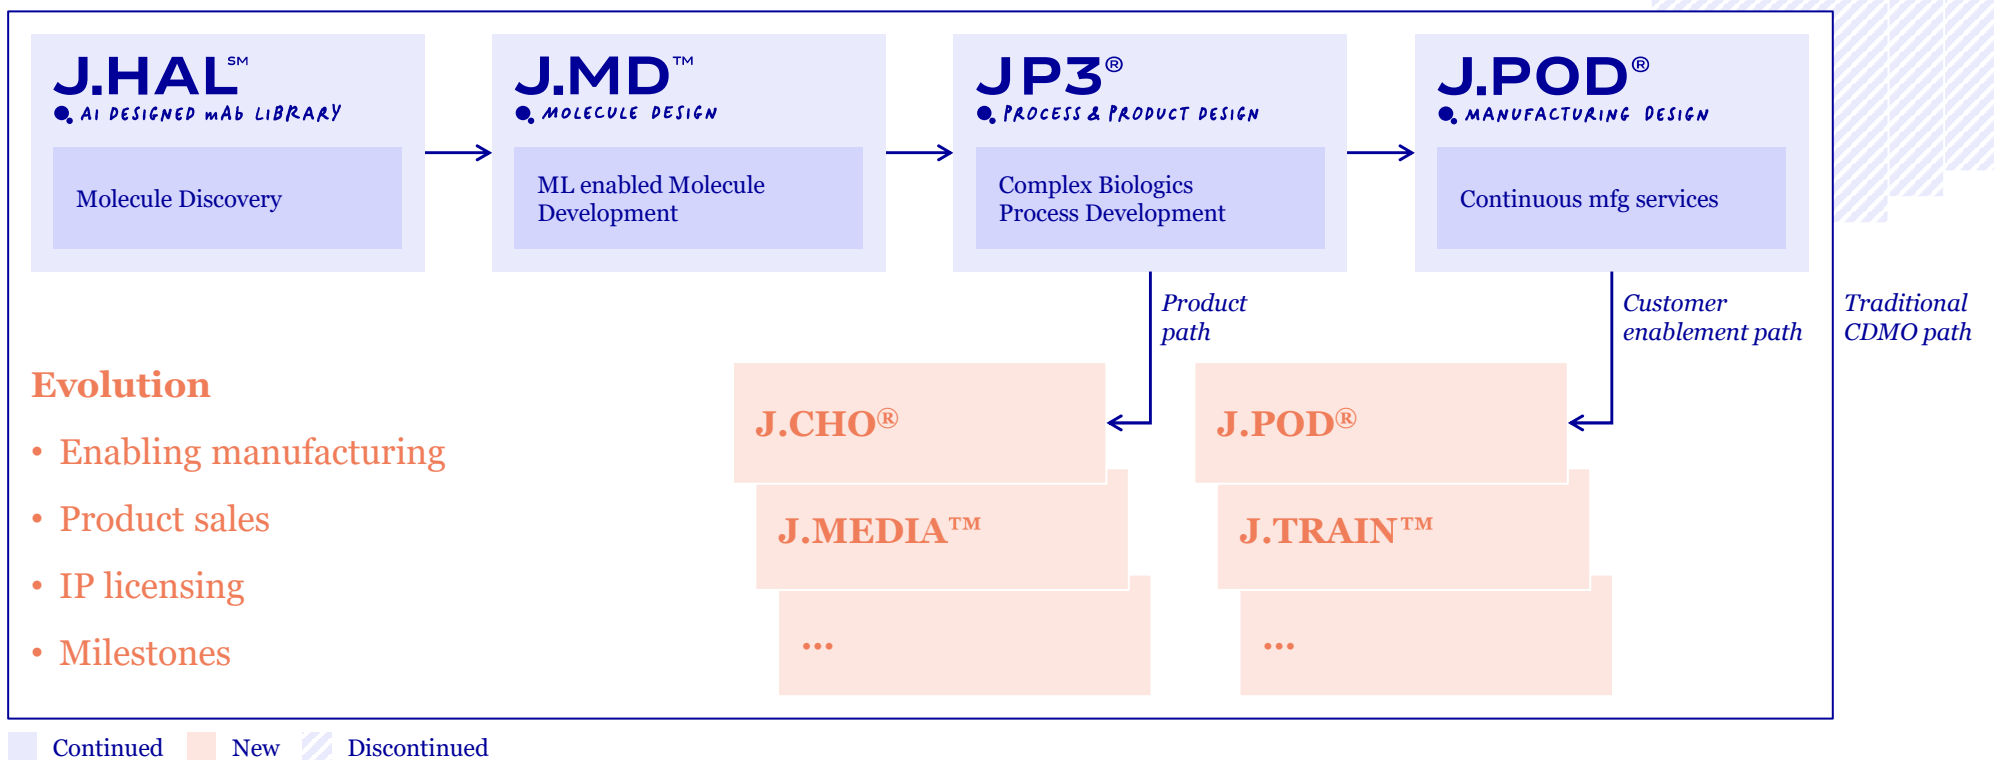 J.HAL℠
AI DESIGNED mAb LIBRARY
Molecule Discovery
J.MD™
MOLECULE DESIGN
ML enabled Molecule
Development
JP3®
PROCESS & PRODUCT DESIGN
Complex Biologics
Process Development
J.POD®
MANUFACTURING DESIGN
Continuous mfg services
Product
path
Customer
enablement path
Traditional
CDMO path
Evolution
• Enabling manufacturing
• Product sales
• IP licensing
• Milestones
J.CHO®
J.MEDIA™
...
J.POD®
J.TRAIN™
...
Continued
New
Discontinued